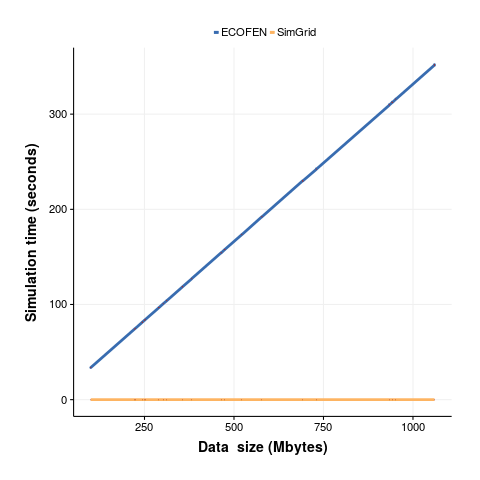 ECOFEN SimGrid
300
200
100
0
250 500 750 1000
Simulation time (seconds)
Data size (Mbytes)